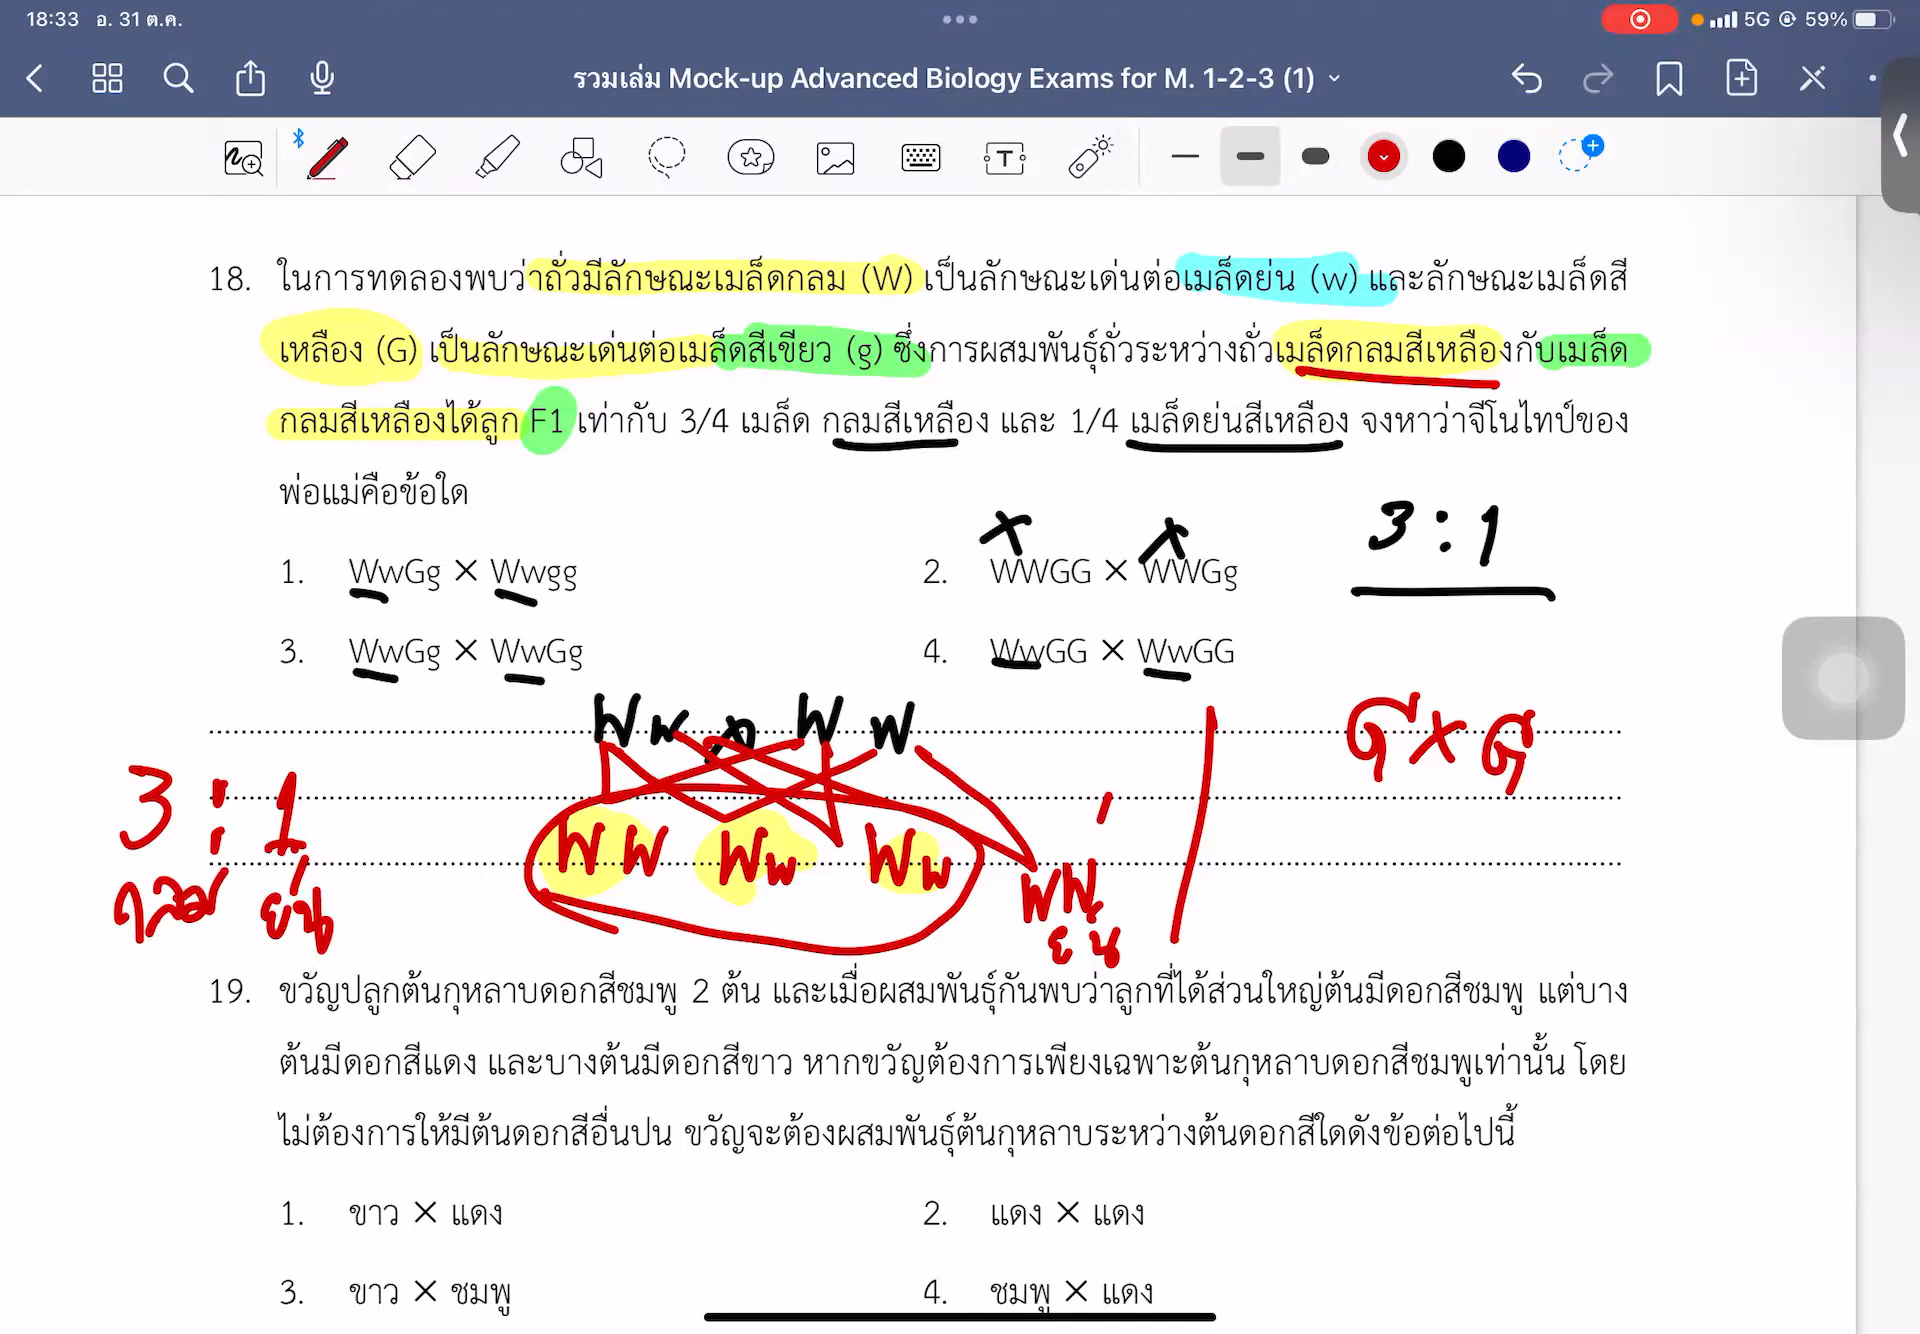 18:33 อ. 31 ต.ค.
5G 59%
รวมเล่ม Mock-up Advanced Biology Exams for M. 1-2-3 (1)
18. ในการทดลองพบว่าถั่วมีลักษณะเมล็ดกลม (W) เป็นลักษณะเด่นต่อเมล็ดย่น (w) และลักษณะเมล็ดสี
เหลือง (G) เป็นลักษณะเด่นต่อเมล็ดสีเขียว (g) ซึ่งการผสมพันธุ์ถั่วระหว่างถั่วเมล็ดกลมสีเหลืองกับเมล็ด
กลมสีเหลืองได้ลูก F1 เท่ากับ 3/4 เมล็ด กลมสีเหลือง และ 1/4 เมล็ดย่นสีเหลือง จงหาว่าจีโนไทป์ของ
พ่อแม่คือข้อใด
3 : 1
1. WwGg × Wwgg 2. WWGG × WWGg
3. WwGg × WwGg 4. WwGG × WwGG
W w × W w
G × G
3 : 1
WW Ww Ww ww
กลม ย่น
ย่น
19. ขวัญปลูกต้นกุหลาบดอกสีชมพู 2 ต้น และเมื่อผสมพันธุ์กันพบว่าลูกที่ได้ส่วนใหญ่ต้นมีดอกสีชมพู แต่บาง
ต้นมีดอกสีแดง และบางต้นมีดอกสีขาว หากขวัญต้องการเพียงเฉพาะต้นกุหลาบดอกสีชมพูเท่านั้น โดย
ไม่ต้องการให้มีต้นดอกสีอื่นปน ขวัญจะต้องผสมพันธุ์ต้นกุหลาบระหว่างต้นดอกสีใดดังข้อต่อไปนี้
1. ขาว × แดง 2. แดง × แดง
3. ขาว × ชมพู 4. ชมพู × แดง